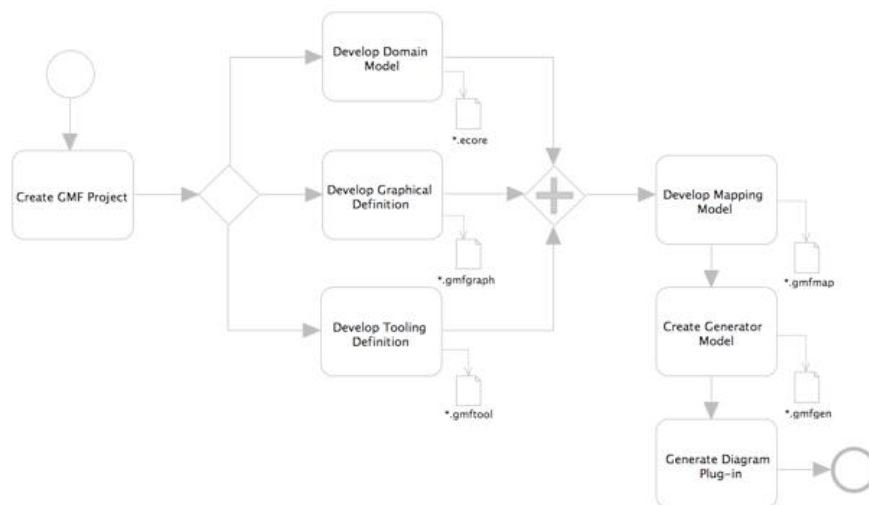 Develop Domain
Model
*.ecore
Create GMF Project
Develop Graphical
Definition
*.gmfgraph
Develop Tooling
Definition
*.gmftool
Develop Mapping
Model
*.gmfmap
Create Generator
Model
*.gmfgen
Generate Diagram
Plug-in